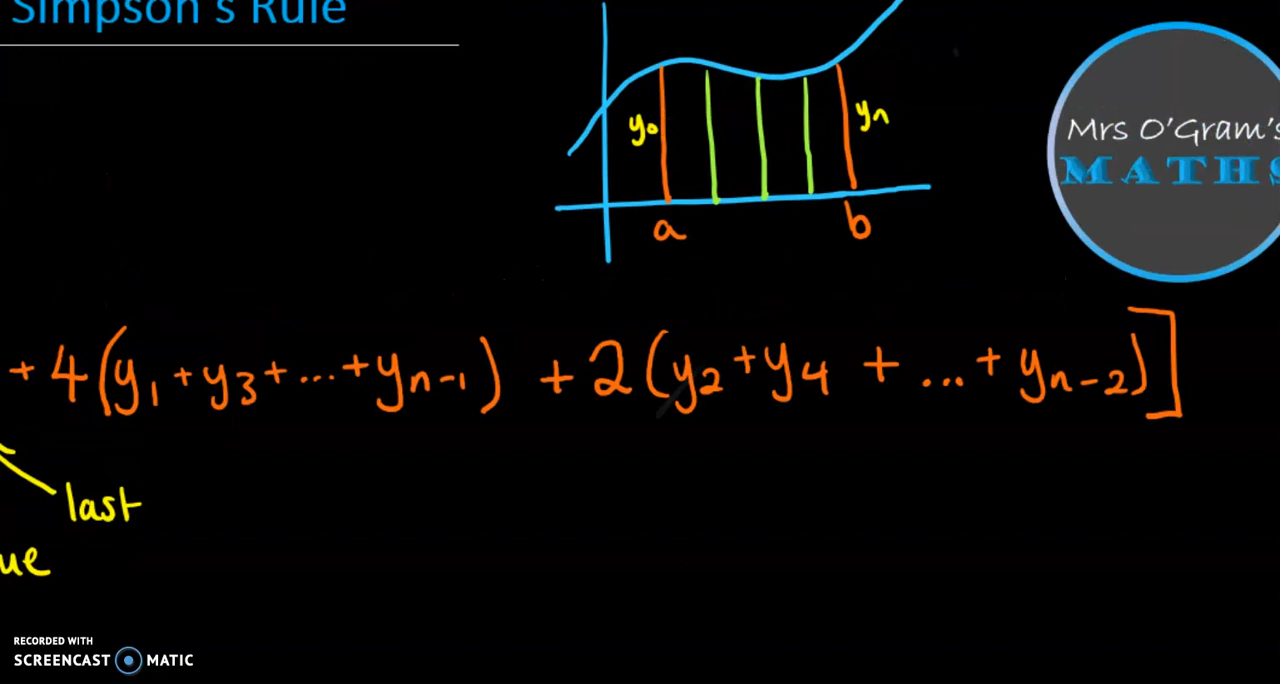 Simpson's Rule
y₀
yₙ
a
b
Mrs O'Gram's
MATHS
+ 4(y₁ + y₃ + ... + yₙ₋₁) + 2(y₂ + y₄ + ... + yₙ₋₂)]
last
ue
RECORDED WITH
SCREENCAST MATIC